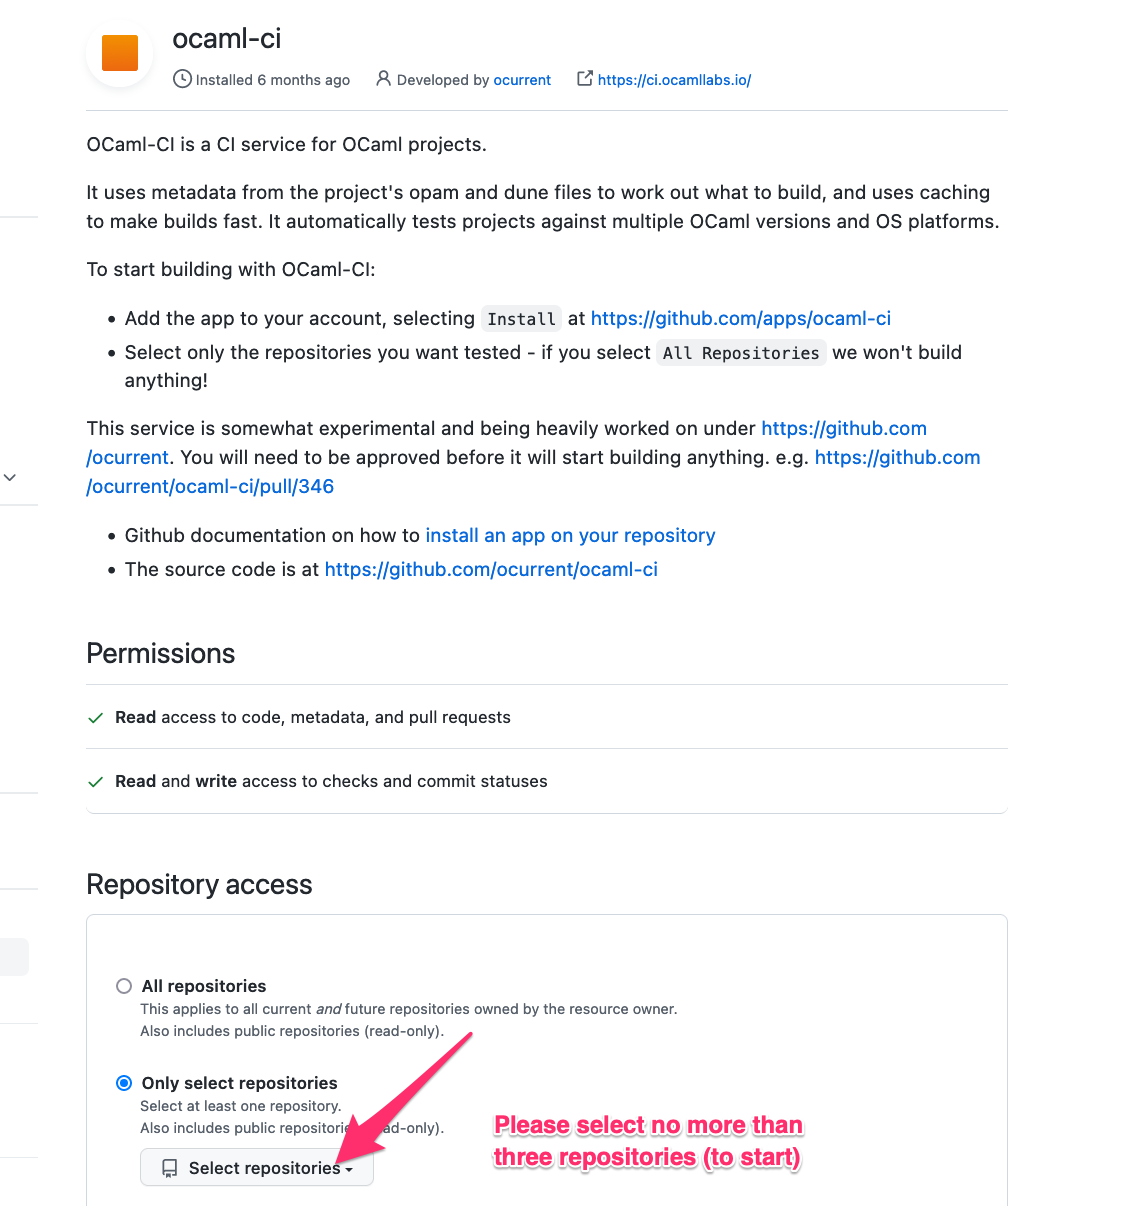 ocaml-ci
Installed 6 months ago Developed by ocurrent https://ci.ocamllabs.io/
OCaml-CI is a CI service for OCaml projects.
It uses metadata from the project's opam and dune files to work out what to build, and uses caching
to make builds fast. It automatically tests projects against multiple OCaml versions and OS platforms.
To start building with OCaml-CI:
• Add the app to your account, selecting Install at https://github.com/apps/ocaml-ci
• Select only the repositories you want tested - if you select All Repositories we won't build
anything!
This service is somewhat experimental and being heavily worked on under https://github.com
/ocurrent. You will need to be approved before it will start building anything. e.g. https://github.com
/ocurrent/ocaml-ci/pull/346
• Github documentation on how to install an app on your repository
• The source code is at https://github.com/ocurrent/ocaml-ci
Permissions
Read access to code, metadata, and pull requests
Read and write access to checks and commit statuses
Repository access
All repositories
This applies to all current and future repositories owned by the resource owner.
Also includes public repositories (read-only).
Only select repositories
Select at least one repository.
Also includes public repositorie ad-only).
Select repositories
Please select no more than
three repositories (to start)